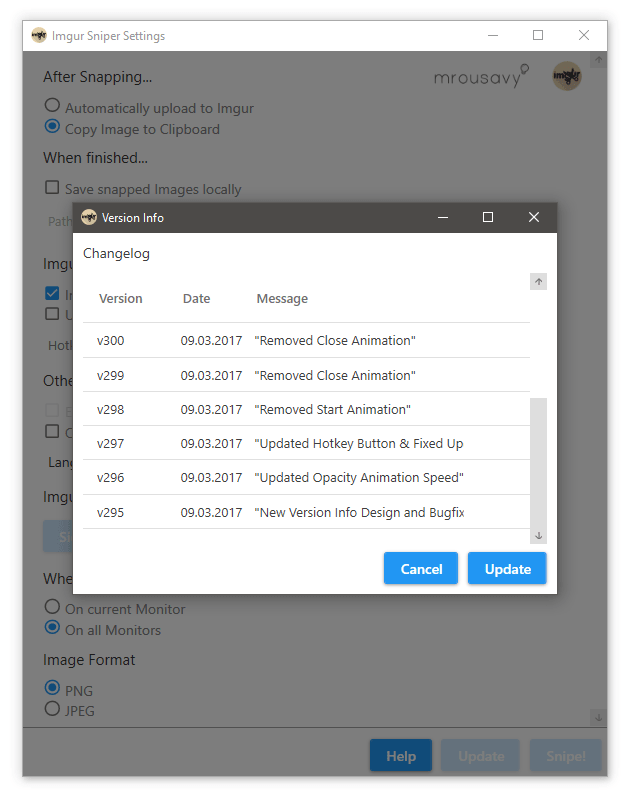 Imgur Sniper Settings
After Snapping...
mrousavy
imgur
Automatically upload to Imgur
Copy Image to Clipboard
When finished...
Save snapped Images locally
Path
Version Info
Changelog
Version Date Message
v300 09.03.2017 "Removed Close Animation"
v299 09.03.2017 "Removed Close Animation"
v298 09.03.2017 "Removed Start Animation"
v297 09.03.2017 "Updated Hotkey Button & Fixed Up
v296 09.03.2017 "Updated Opacity Animation Speed"
v295 09.03.2017 "New Version Info Design and Bugfix
Cancel Update
Imgu
Hotk
Othe
Lang
Imgu
Whe
On current Monitor
On all Monitors
Image Format
PNG
JPEG
Help Update Snipe!